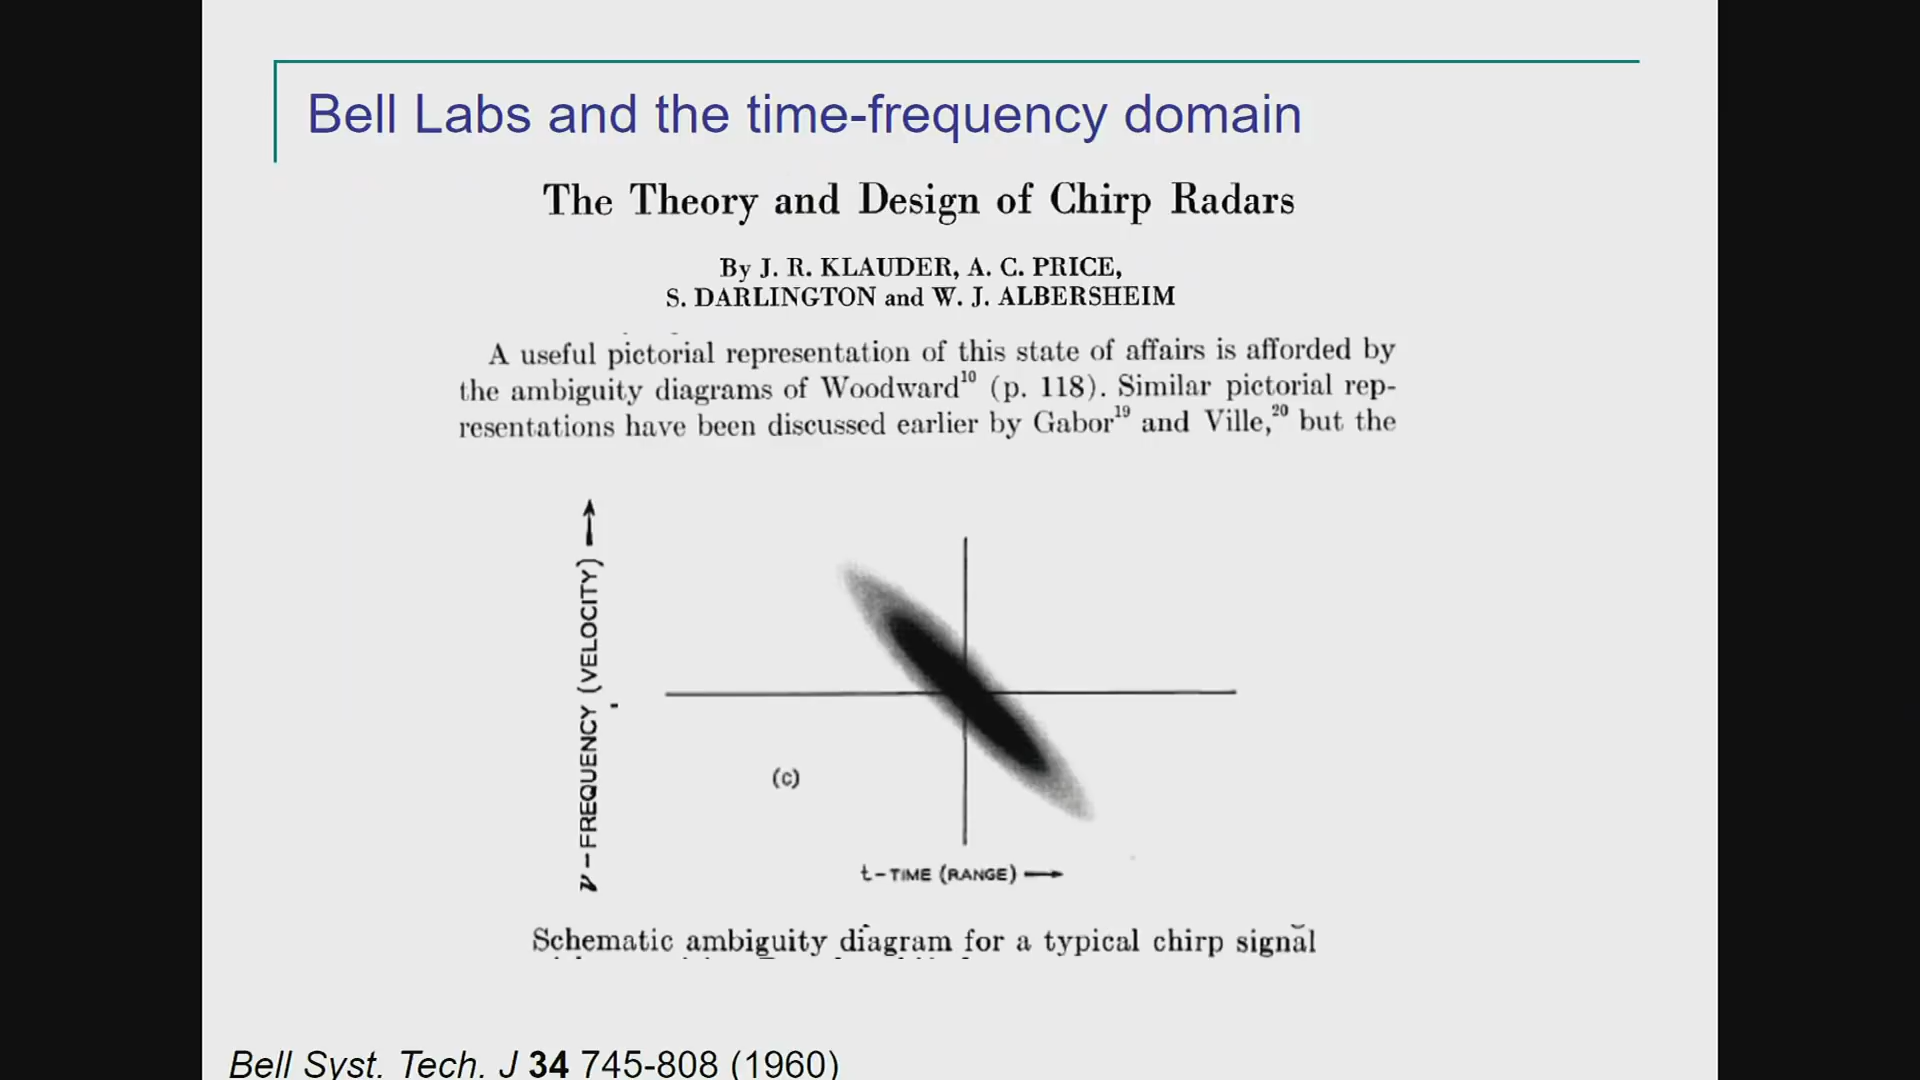 Bell Labs and the time-frequency domain
The Theory and Design of Chirp Radars
By J. R. KLAUDER, A. C. PRICE,
S. DARLINGTON and W. J. ALBERSHEIM
A useful pictorial representation of this state of affairs is afforded by
the ambiguity diagrams of Woodward10 (p. 118). Similar pictorial rep-
resentations have been discussed earlier by Gabor19 and Ville,20 but the
ν-FREQUENCY (VELOCITY)
(c)
t-TIME (RANGE)
Schematic ambiguity diagram for a typical chirp signal
Bell Syst. Tech. J 34 745-808 (1960)